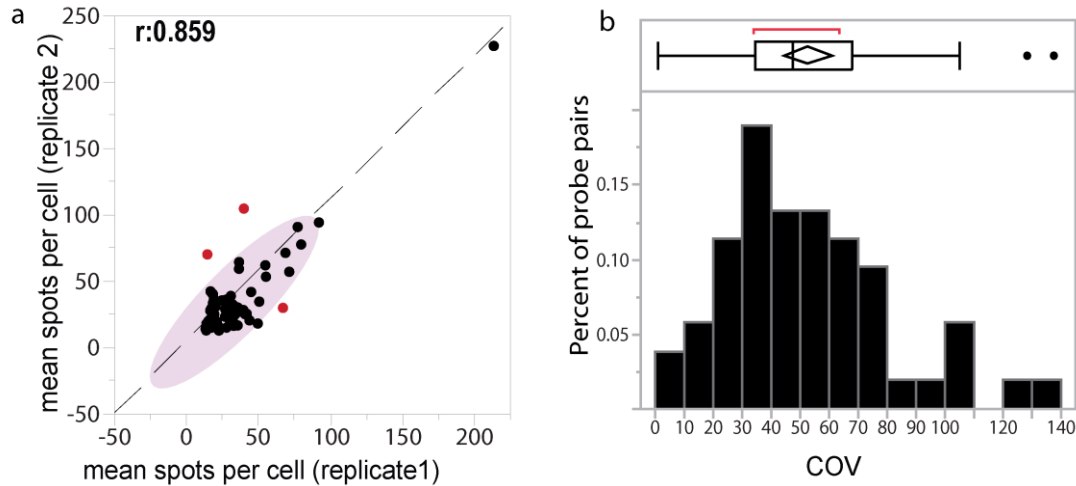 a
r:0.859
250
200
150
100
50
0
-50
-50 0 50 100 150 200
mean spots per cell (replicate 2)
mean spots per cell (replicate1)
b
Percent of probe pairs
0.15
0.10
0.05
0 10 20 30 40 50 60 70 80 90 100 120 140
COV